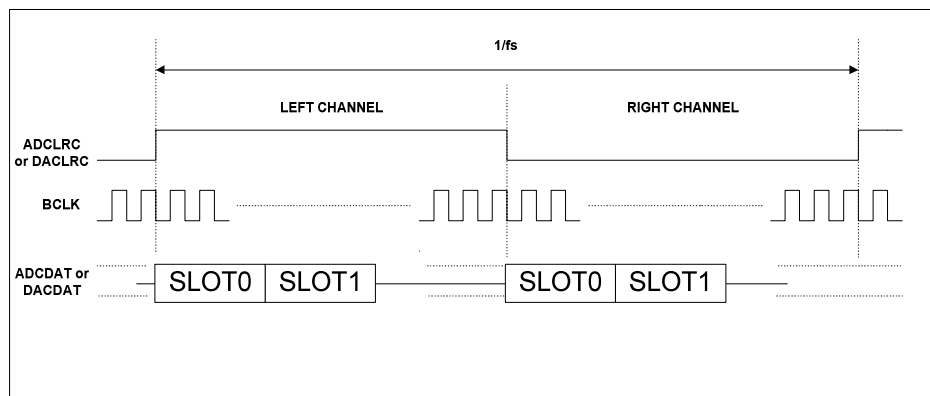 1/fs
LEFT CHANNEL
RIGHT CHANNEL
ADCLRC
or DACLRC
BCLK
ADCDAT or
DACDAT
SLOT0
SLOT1
SLOT0
SLOT1